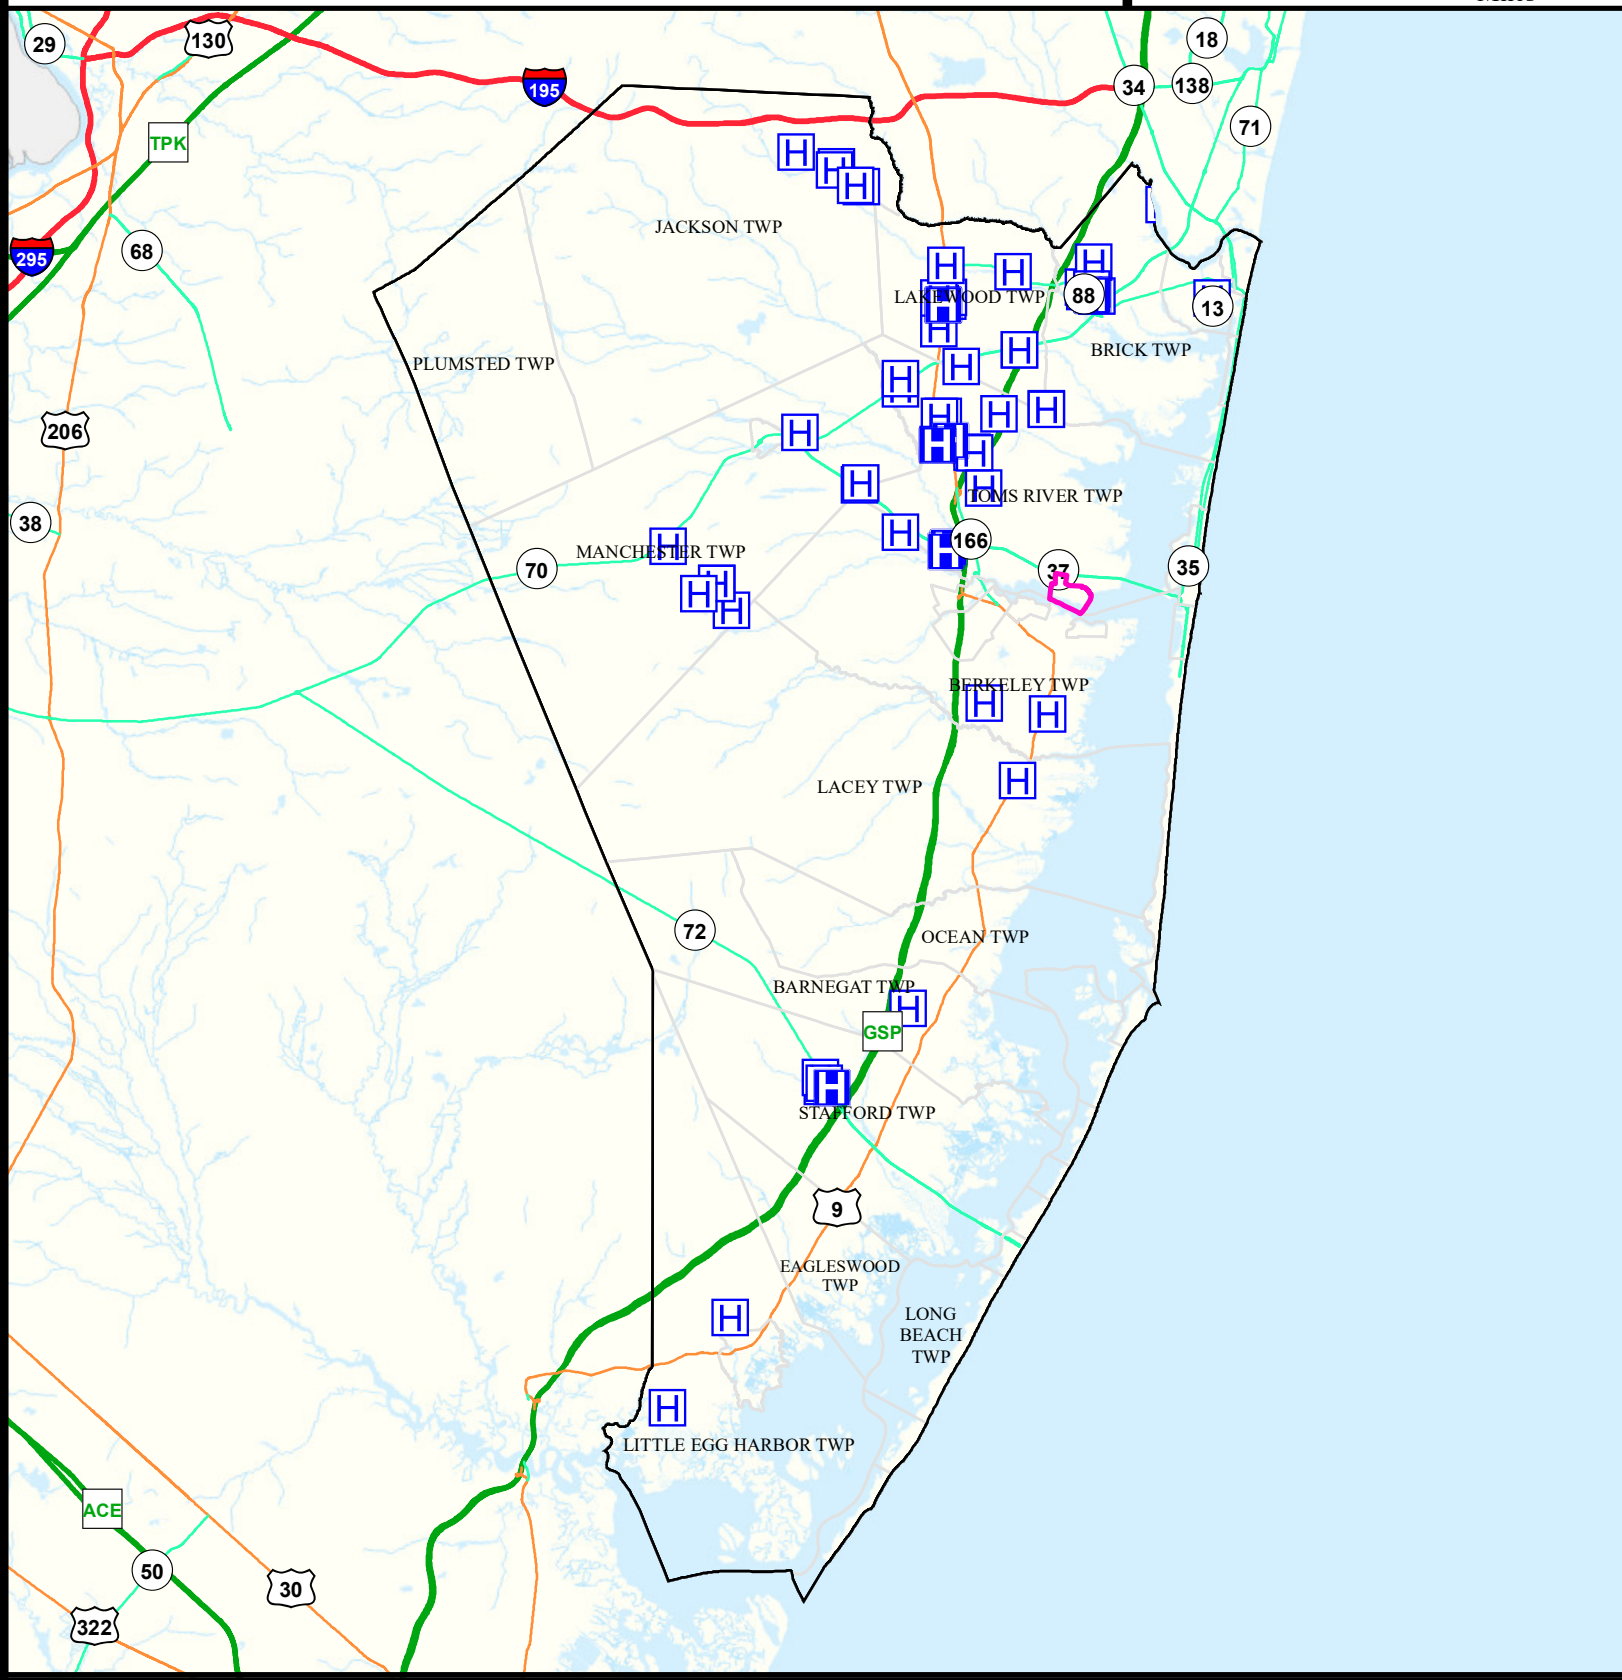 29
130
18
195
34
138
71
TPK
H
H
H
H
JACKSON TWP
68
295
H
H
H
88
LAKEWOOD TWP
H
13
H
H
BRICK TWP
PLUMSTED TWP
H
H
H
H
H
H
206
H
H
H
H
H
TOMS RIVER TWP
38
H
166
H
MANCHESTER TWP
H
70
37
35
H
H
H
BERKELEY TWP
H
H
H
LACEY TWP
72
OCEAN TWP
BARNEGAT TWP
H
GSP
H
STAFFORD TWP
9
EAGLESWOOD
TWP
H
LONG
BEACH
TWP
H
LITTLE EGG HARBOR TWP
ACE
50
30
322